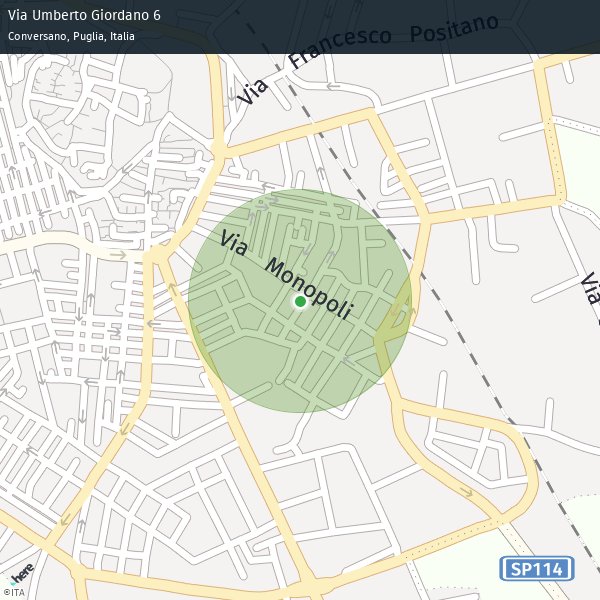 Via Umberto Giordano 6
Conversano, Puglia, Italia
Via Francesco Positano
Via Monopoli
Via
SP114
here
©ITA